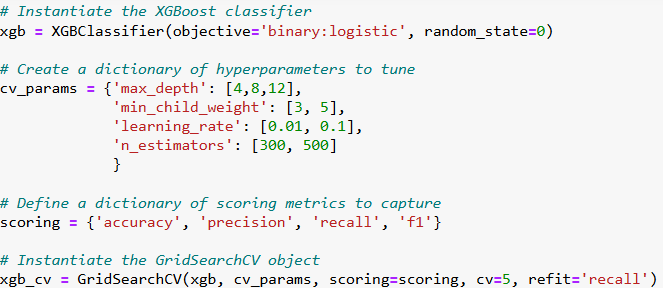 # Instantiate the XGBoost classifier
xgb = XGBClassifier(objective='binary:logistic', random_state=0)
# Create a dictionary of hyperparameters to tune
cv_params = {'max_depth': [4,8,12],
'min_child_weight': [3, 5],
'learning_rate': [0.01, 0.1],
'n_estimators': [300, 500]
}
# Define a dictionary of scoring metrics to capture
scoring = {'accuracy', 'precision', 'recall', 'f1'}
# Instantiate the GridSearchCV object
xgb_cv = GridSearchCV(xgb, cv_params, scoring=scoring, cv=5, refit='recall')